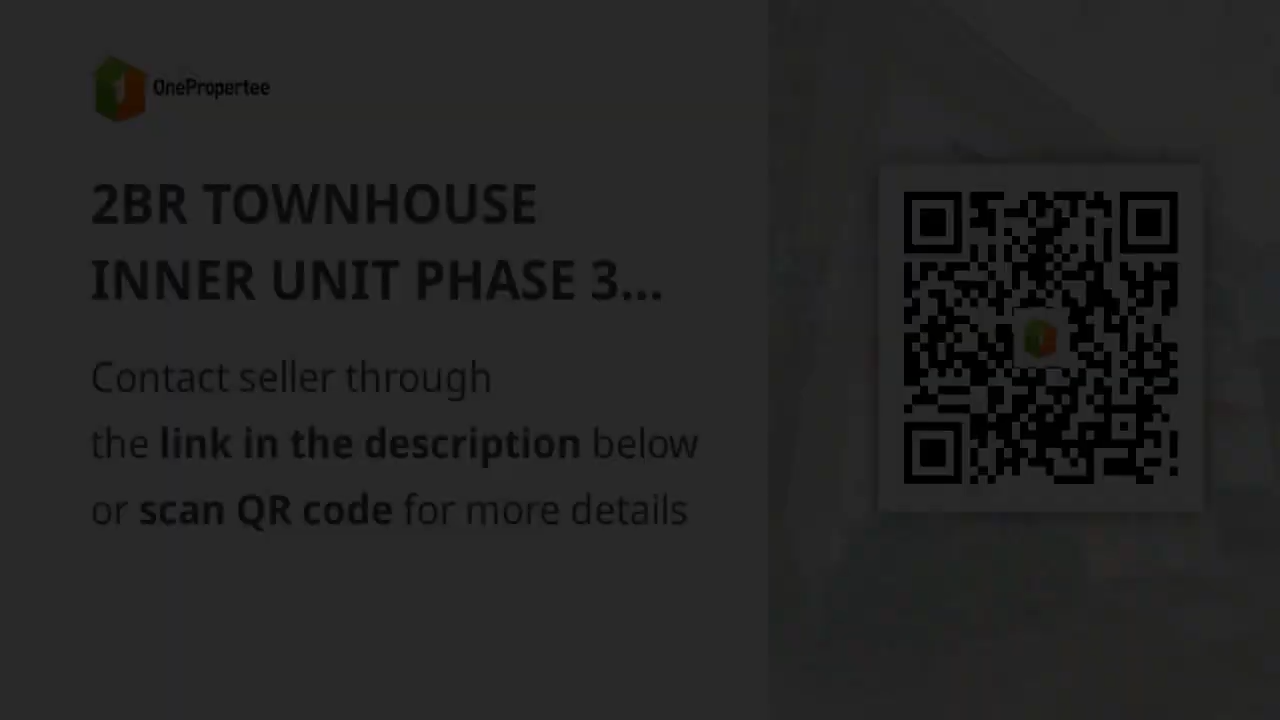 OnePropertee
2BR TOWNHOUSE
INNER UNIT PHASE 3...
Contact seller through
the link in the description below
or scan QR code for more details